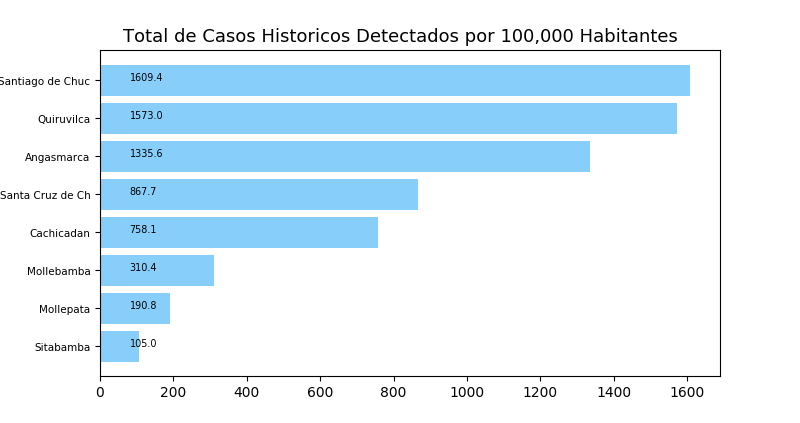 Total de Casos Historicos Detectados por 100,000 Habitantes
Santiago de Chuc 1609.4
Quiruvilca 1573.0
Angasmarca 1335.6
Santa Cruz de Ch 867.7
Cachicadan 758.1
Mollebamba 310.4
Mollepata 190.8
Sitabamba 105.0
0 200 400 600 800 1000 1200 1400 1600